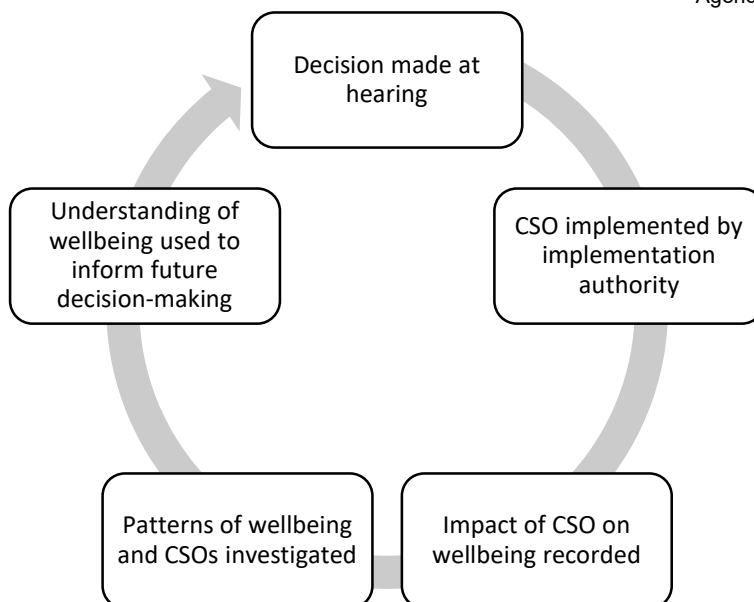 Decision made at
hearing
CSO implemented by
implementation
authority
Impact of CSO on
wellbeing recorded
Patterns of wellbeing
and CSOs investigated
Understanding of
wellbeing used to
inform future
decision-making